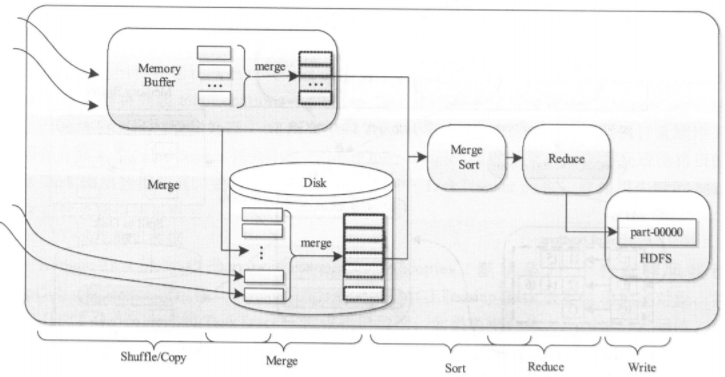 Memory
Buffer
merge
...
Merge
Disk
merge
...
Merge
Sort
Reduce
part-00000
HDFS
Shuffle/Copy
Merge
Sort
Reduce
Write